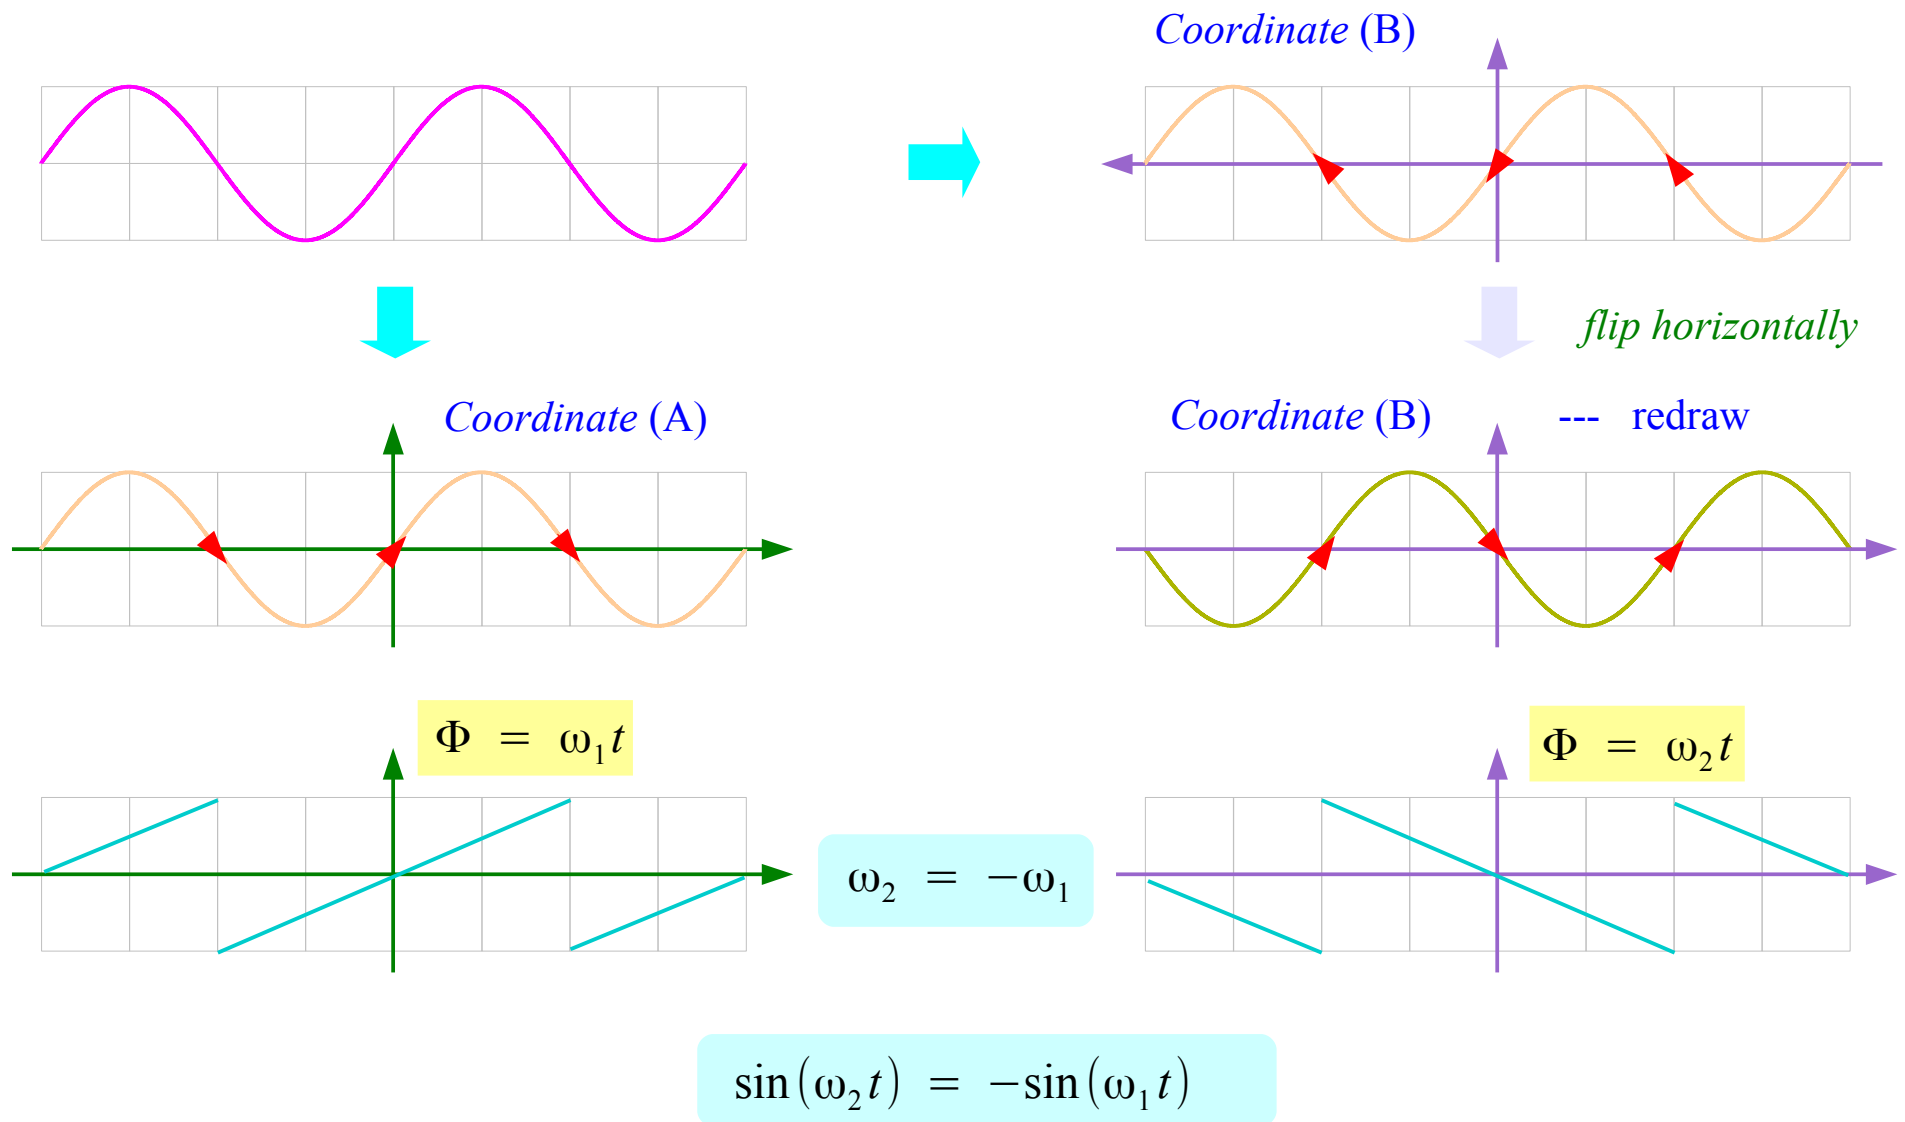 Coordinate (B)
flip horizontally
Coordinate (A)
Coordinate (B) --- redraw
Φ = ω₁t
Φ = ω₂t
ω₂ = −ω₁
sin(ω₂t) = −sin(ω₁t)